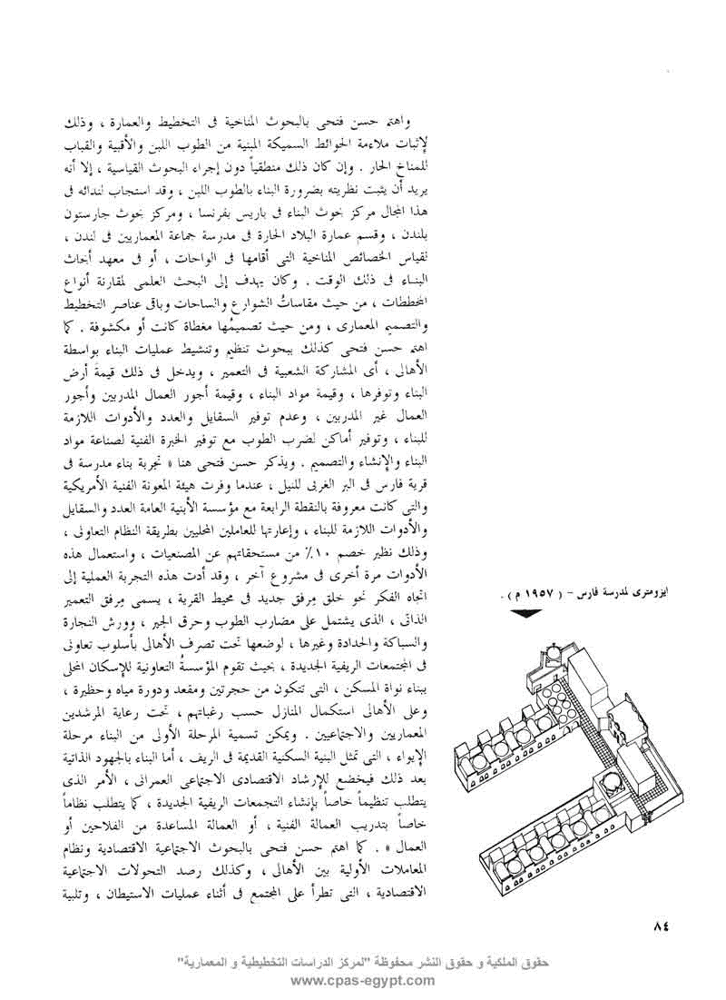 واهتم حسن فتحى بالبحوث المناخية فى التخطيط والعمارة ، وذلك
لإثبات ملاءمة الحوائط السميكة المبنية من الطوب اللبن والأقبية والقباب
للمناخ الحار . وإن كان ذلك منطقياً دون إجراء البحوث القياسية ، إلا أنه
يريد أن يثبت نظريته بضرورة البناء بالطوب اللبن ، وقد استجاب لندائه فى
هذا المجال مركز بحوث البناء فى باريس بفرنسا ، ومركز بحوث جارستون
بلندن ، وقسم عمارة البلاد الحارة فى مدرسة جماعة المعماريين فى لندن ،
لقياس الخصائص المناخية التى أقامها فى الواحات ، أو فى معهد أبحاث
البناء فى ذلك الوقت . وكان يهدف إلى البحث العلمى لمقارنة أنواع
المخططات ، من حيث مقاساتُ الشوارع والساحات وباقى عناصر التخطيط
والتصميم المعمارى ، ومن حيث تصميمُها مغطاة كانت أو مكشوفة . كما
اهتم حسن فتحى كذلك ببحوث تنظيم وتنشيط عمليات البناء بواسطة
الأهالى ، أى المشاركة الشعبية فى التعمير ، ويدخل فى ذلك قيمةَ أرض
البناء وتوفرها ، وقيمة مواد البناء ، وقيمة أجور العمال المدربين وأجور
العمال غير المدربين ، وعدم توفير السقايل والعدد والأدوات اللازمة
للبناء ، وتوفير أماكن لضرب الطوب مع توفير الخبرة الفنية لصناعة مواد
البناء والإنشاء والتصميم . ويذكر حسن فتحى هنا « تجربة بناء مدرسة فى
قرية فارس فى البر الغربى للنيل ، عندما وفرت هيئة المعونة الفنية الأمريكية
والتى كانت معروفة بالنقطة الرابعة مع مؤسسة الأبنية العامة العدد والسقايل
والأدوات اللازمة للبناء ، وإعارتها للعاملين المحليين بطريقة النظام التعاونى ،
وذلك نظير خصم ١٠٪ من مستحقاتهم عن المصنعيات ، واستعمال هذه
الأدوات مرة أخرى فى مشروع آخر ، وقد أدت هذه التجربة العملية إلى
اتجاه الفكر نحو خلق مِرفق جديد فى محيط القرية ، يسمى مِرفق التعمير
الذاتى ، الذى يشتمل على مضارب الطوب وحرق الجير ، وورش النجارة
والسباكة والحدادة وغيرها ، لوضعها تحت تصرف الأهالى بأسلوب تعاونى
فى المجتمعات الريفية الجديدة ، بحيث تقوم المؤسسةُ التعاونية للإسكان المحلى
ببناء نواة المسكن ، التى تتكون من حجرتين ومقعد ودورة مياه وحظيرة ،
وعلى الأهالى استكمال المنازل حسب رغباتهم ، تحت رعاية المرشدين
المعماريين والاجتماعيين . ويمكن تسمية المرحلة الأولى من البناء مرحلة
الإيواء ، التى تمثل البنية السكنية القديمة فى الريف ، أما البناء بالجهود الذاتية
بعد ذلك فيخضع للإرشاد الاقتصادى الاجتماعى العمرانى ، الأمر الذى
يتطلب تنظيماً خاصاً بإنشاء التجمعات الريفية الجديدة ، كما يتطلب نظاماً
خاصاً بتدريب العمالة الفنية ، أو العمالة المساعدة من الفلاحين أو
العمال » . كما اهتم حسن فتحى بالبحوث الاجتماعية الاقتصادية ونظام
المعاملات الأولية بين الأهالى ، وكذلك رصد التحولات الاجتماعية
الاقتصادية ، التى تطرأ على المجتمع فى أثناء عمليات الاستيطان ، وتلبية
ايزومترى لمدرسة فارس – ( ١٩٥٧ م ) .
٨٤
حقوق الملكية و حقوق النشر محفوظة "لمركز الدراسات التخطيطية و المعمارية"
www.cpas-egypt.com